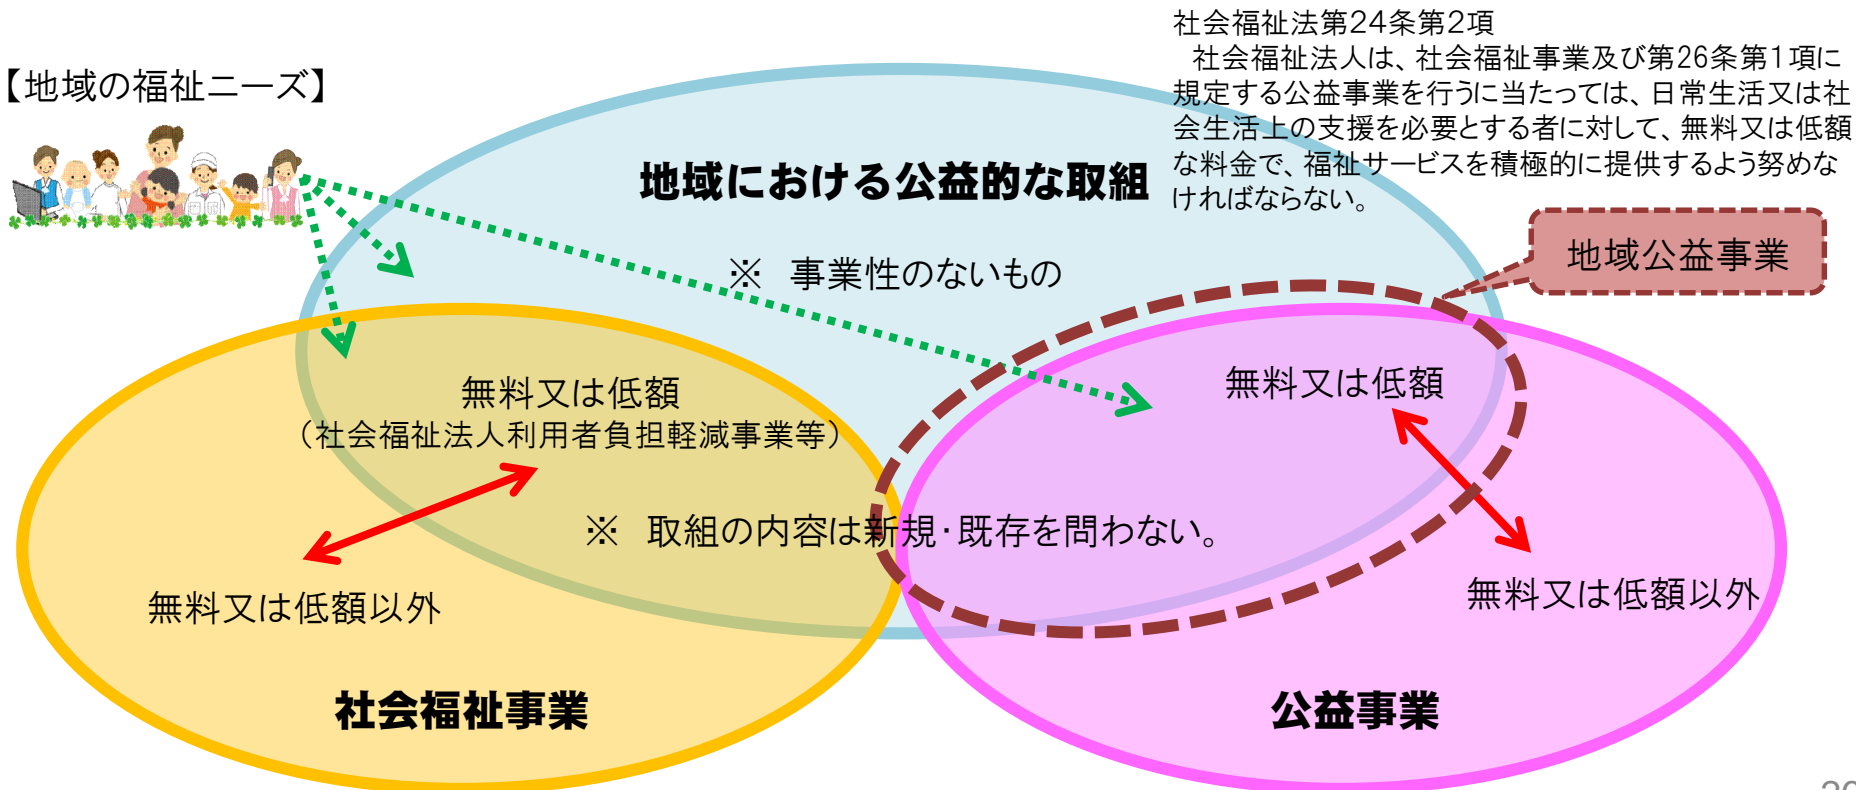 社会福祉法第24条第2項
社会福祉法人は、社会福祉事業及び第26条第1項に
規定する公益事業を行うに当たっては、日常生活又は社
会生活上の支援を必要とする者に対して、無料又は低額
な料金で、福祉サービスを積極的に提供するよう努めな
ければならない。
【地域の福祉ニーズ】
地域における公益的な取組
地域公益事業
※　事業性のないもの
無料又は低額
（社会福祉法人利用者負担軽減事業等）
無料又は低額
※　取組の内容は新規・既存を問わない。
無料又は低額以外
無料又は低額以外
社会福祉事業
公益事業